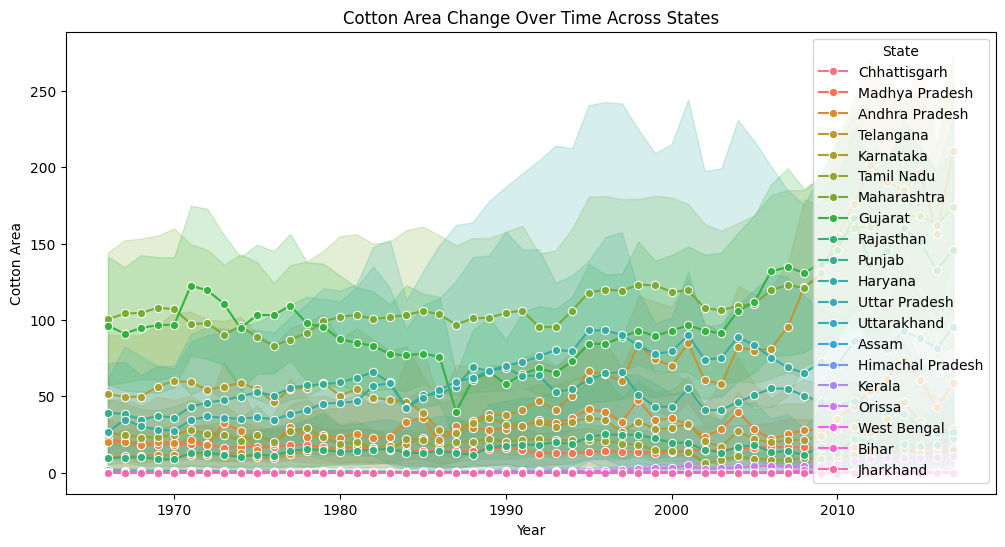 Cotton Area Change Over Time Across States
Cotton Area
250
200
150
100
50
0
1970
1980
1990
2000
2010
Year
State
Chhattisgarh
Madhya Pradesh
Andhra Pradesh
Telangana
Karnataka
Tamil Nadu
Maharashtra
Gujarat
Rajasthan
Punjab
Haryana
Uttar Pradesh
Uttarakhand
Assam
Himachal Pradesh
Kerala
Orissa
West Bengal
Bihar
Jharkhand